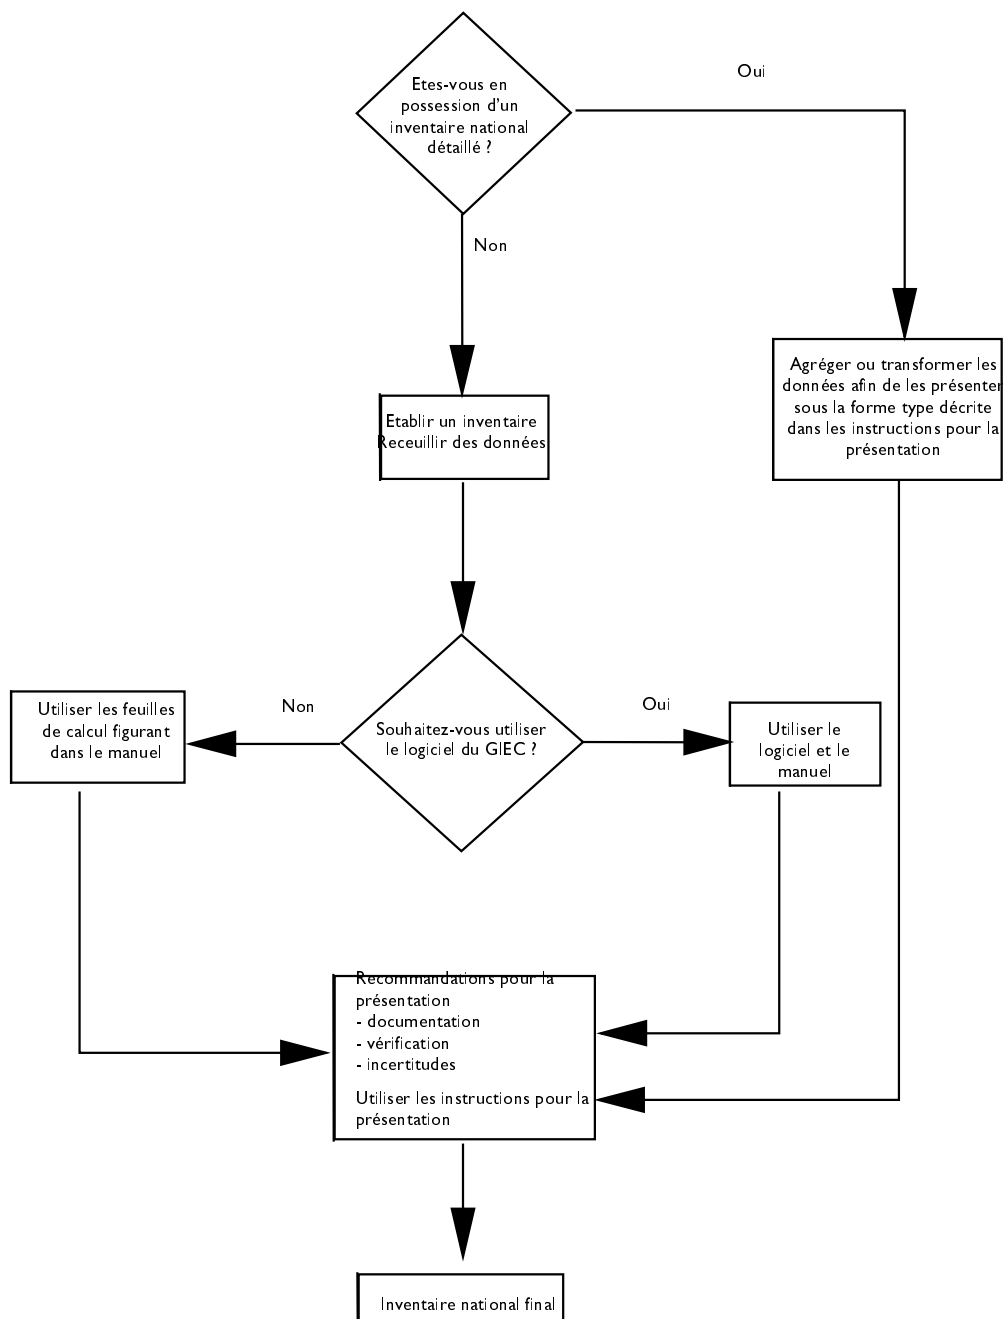 Etes-vous en
possession d'un
inventaire national
détaillé ?
Oui
Non
Agréger ou transformer les
données afin de les présenter
sous la forme type décrite
dans les instructions pour la
présentation
Etablir un inventaire
Receuillir des données
Souhaitez-vous utiliser
le logiciel du GIEC ?
Non
Oui
Utiliser les feuilles
de calcul figurant
dans le manuel
Utiliser le
logiciel et le
manuel
Recommandations pour la
présentation
- documentation
- vérification
- incertitudes
Utiliser les instructions pour la
présentation
Inventaire national final